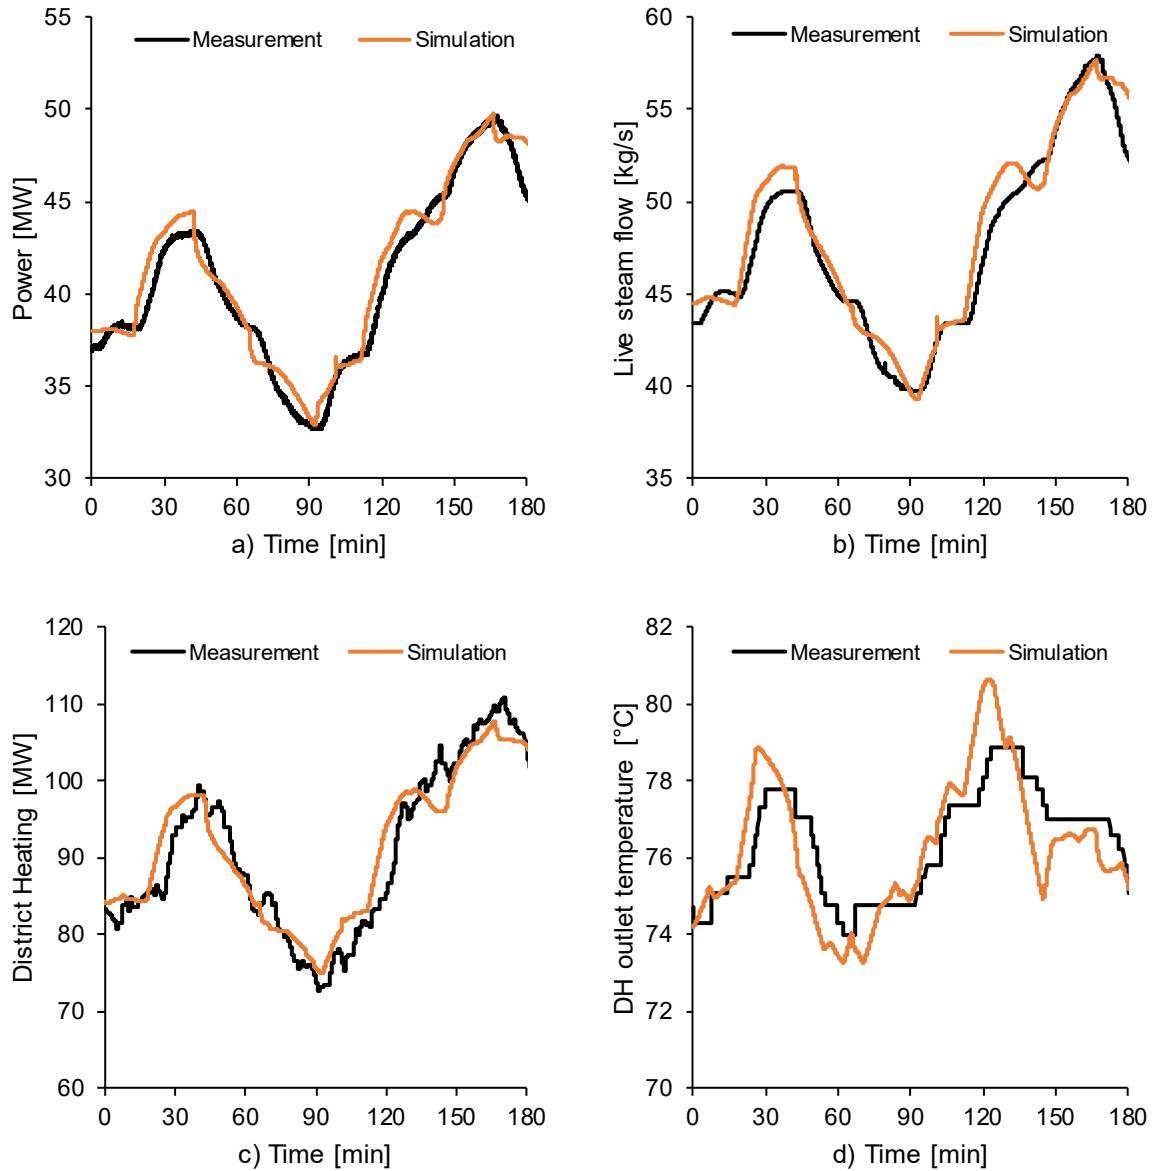 55
50
45
40
35
30
Power [MW]
Measurement Simulation
0 30 60 90 120 150 180
a) Time [min]
60
55
50
45
40
35
Live steam flow [kg/s]
Measurement Simulation
0 30 60 90 120 150 180
b) Time [min]
120
110
100
90
80
70
60
District Heating [MW]
Measurement Simulation
0 30 60 90 120 150 180
c) Time [min]
82
80
78
76
74
72
70
DH outlet temperature [°C]
Measurement Simulation
0 30 60 90 120 150 180
d) Time [min]